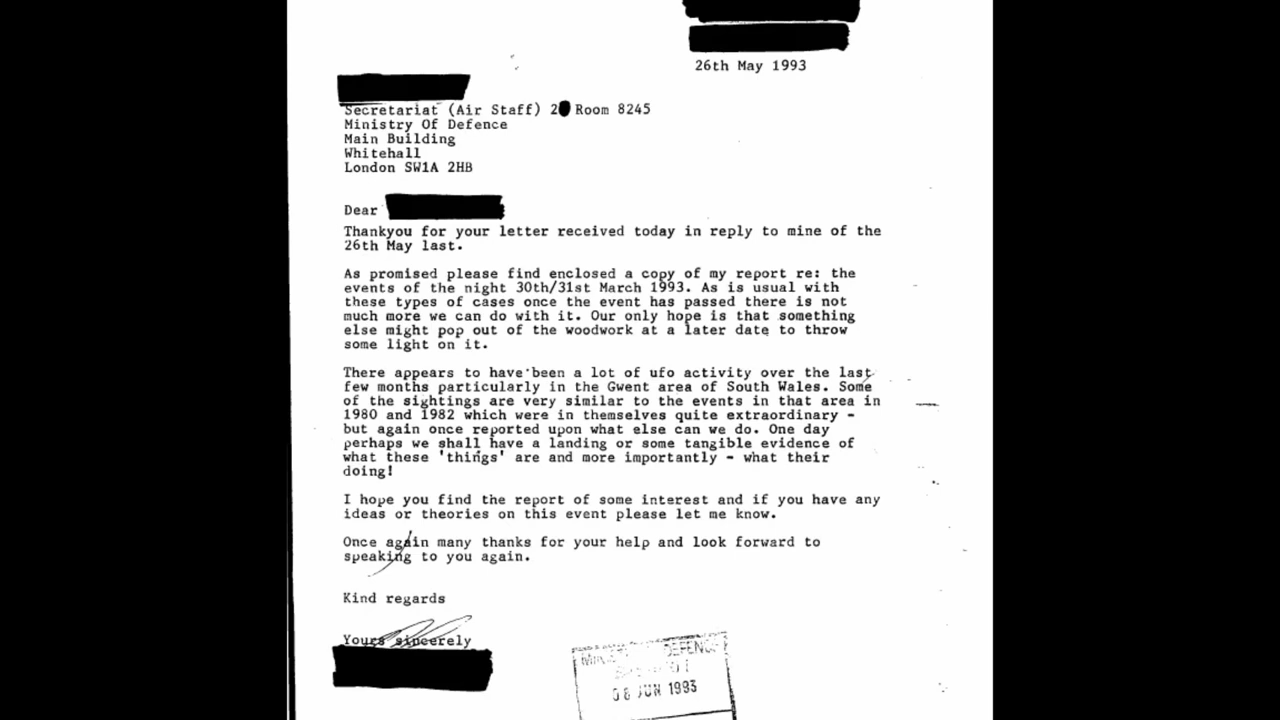 26th May 1993
Secretariat (Air Staff) 2 Room 8245
Ministry Of Defence
Main Building
Whitehall
London SW1A 2HB
Dear
Thankyou for your letter received today in reply to mine of the
26th May last.
As promised please find enclosed a copy of my report re: the
events of the night 30th/31st March 1993. As is usual with
these types of cases once the event has passed there is not
much more we can do with it. Our only hope is that something
else might pop out of the woodwork at a later date to throw
some light on it.
There appears to have been a lot of ufo activity over the last
few months particularly in the Gwent area of South Wales. Some
of the sightings are very similar to the events in that area in
1980 and 1982 which were in themselves quite extraordinary -
but again once reported upon what else can we do. One day
perhaps we shall have a landing or some tangible evidence of
what these 'things' are and more importantly - what their
doing!
I hope you find the report of some interest and if you have any
ideas or theories on this event please let me know.
Once again many thanks for your help and look forward to
speaking to you again.
Kind regards
Yours sincerely
DEFENCE
08 JUN 1993